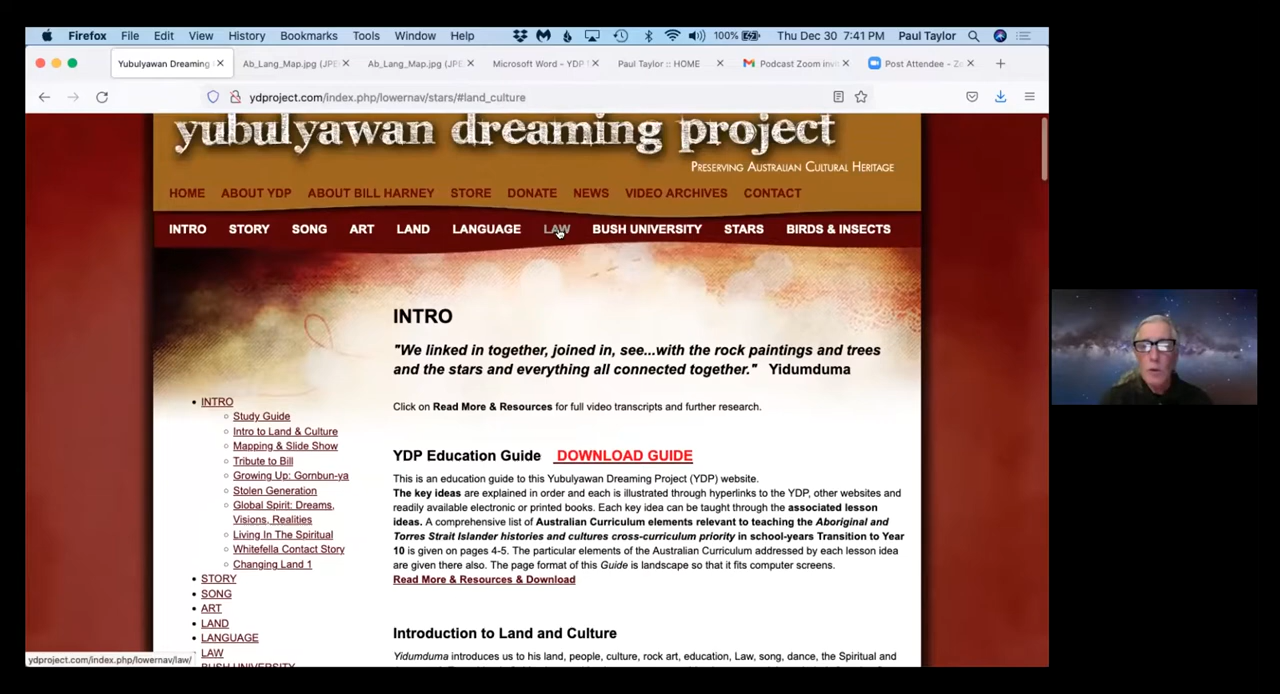 Firefox File Edit View History Bookmarks Tools Window Help 100% Thu Dec 30 7:41 PM Paul Taylor
Yubulyawan Dreaming Ab_Lang_Map.jpg (JPE Ab_Lang_Map.jpg (JPE Microsoft Word - YDP Paul Taylor :: HOME Podcast Zoom inv Post Attendee - Z
ydproject.com/index.php/lowernav/stars/#land_culture
yubulyawan dreaming project
PRESERVING AUSTRALIAN CULTURAL HERITAGE
HOME ABOUT YDP ABOUT BILL HARNEY STORE DONATE NEWS VIDEO ARCHIVES CONTACT
INTRO STORY SONG ART LAND LANGUAGE LAW BUSH UNIVERSITY STARS BIRDS & INSECTS
INTRO
"We linked in together, joined in, see...with the rock paintings and trees
and the stars and everything all connected together." Yidumduma
Click on Read More & Resources for full video transcripts and further research.
INTRO
Study Guide
Intro to Land & Culture
Mapping & Slide Show
Tribute to Bill
Growing Up: Gornbun-ya
Stolen Generation
Global Spirit: Dreams,
Visions, Realities
Living In The Spiritual
Whitefella Contact Story
Changing Land 1
STORY
SONG
ART
LAND
LANGUAGE
LAW
BUSH UNIVERSITY
YDP Education Guide DOWNLOAD GUIDE
This is an education guide to this Yubulyawan Dreaming Project (YDP) website.
The key ideas are explained in order and each is illustrated through hyperlinks to the YDP, other websites and
readily available electronic or printed books. Each key idea can be taught through the associated lesson
ideas. A comprehensive list of Australian Curriculum elements relevant to teaching the Aboriginal and
Torres Strait Islander histories and cultures cross-curriculum priority in school-years Transition to Year
10 is given on pages 4-5. The particular elements of the Australian Curriculum addressed by each lesson idea
are given there also. The page format of this Guide is landscape so that it fits computer screens.
Read More & Resources & Download
Introduction to Land and Culture
Yidumduma introduces us to his land, people, culture, rock art, education, Law, song, dance, the Spiritual and
ydproject.com/index.php/lowernav/law/